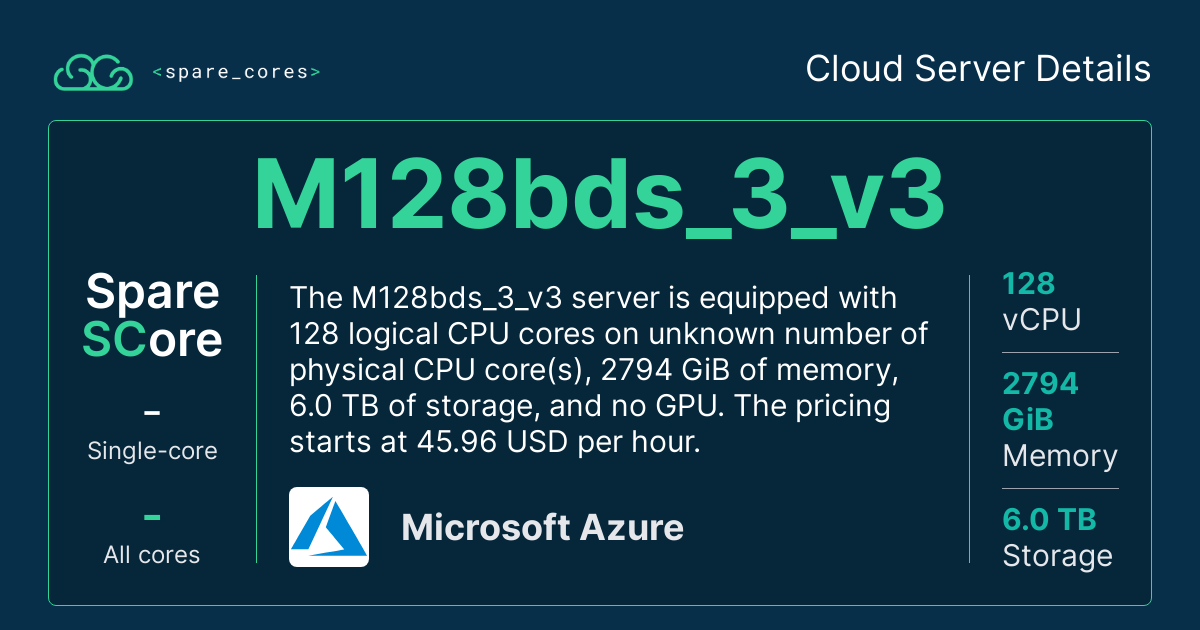 <spare_cores>
Cloud Server Details
M128bds_3_v3
Spare
SCore
-
Single-core
-
All cores
The M128bds_3_v3 server is equipped with
128 logical CPU cores on unknown number of
physical CPU core(s), 2794 GiB of memory,
6.0 TB of storage, and no GPU. The pricing
starts at 45.96 USD per hour.
Microsoft Azure
128
vCPU
2794
GiB
Memory
6.0 TB
Storage